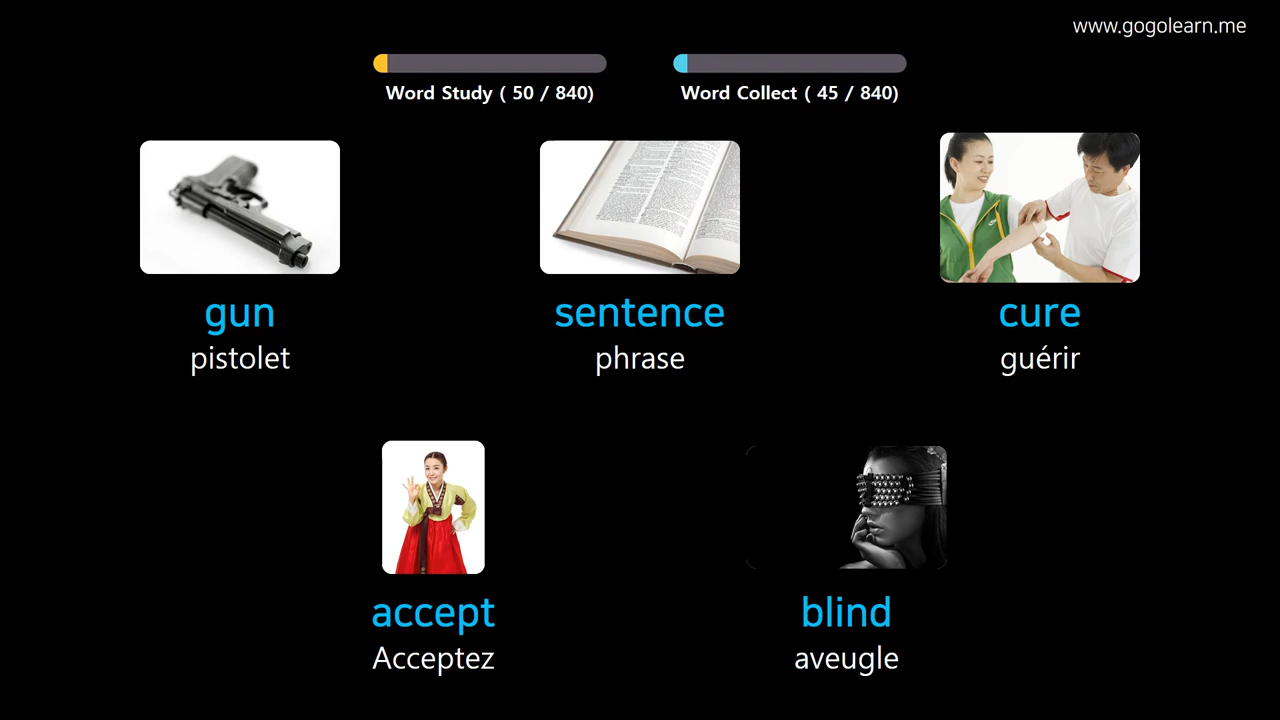 www.gogolearn.me
Word Study ( 50 / 840)
Word Collect ( 45 / 840)
gun
pistolet
sentence
phrase
cure
guérir
accept
Acceptez
blind
aveugle